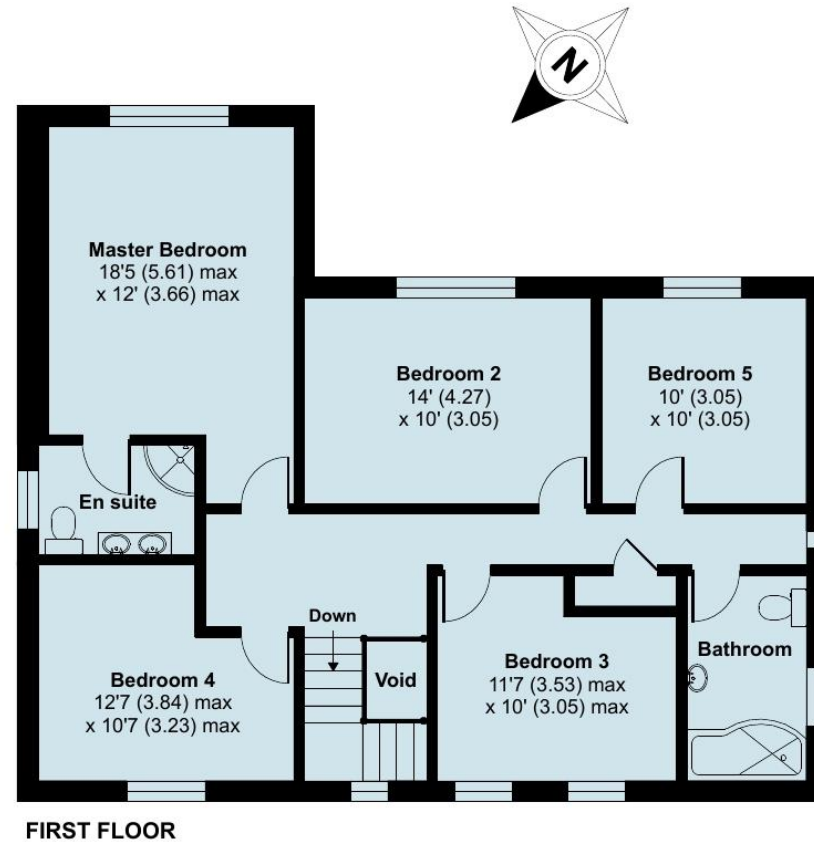 N
Master Bedroom
18'5 (5.61) max
x 12' (3.66) max
Bedroom 2
14' (4.27)
x 10' (3.05)
Bedroom 5
10' (3.05)
x 10' (3.05)
En suite
Down
Void
Bedroom 4
12'7 (3.84) max
x 10'7 (3.23) max
Bedroom 3
11'7 (3.53) max
x 10' (3.05) max
Bathroom
FIRST FLOOR